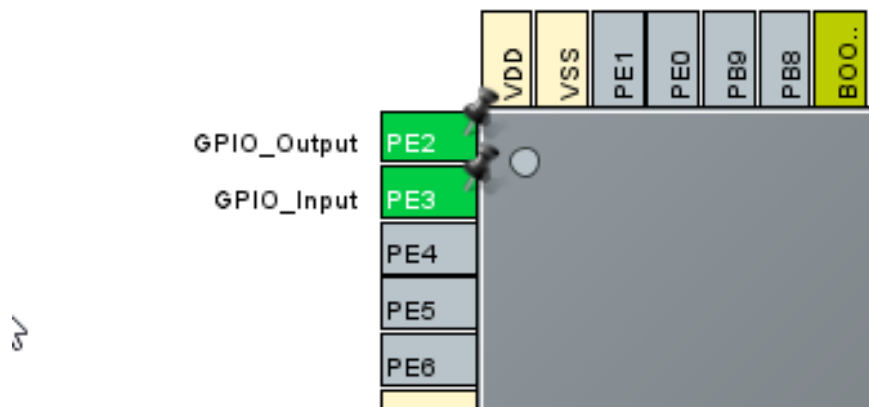 VDD
VSS
PE1
PE0
PB9
PB8
BOO..
GPIO_Output PE2
GPIO_Input PE3
PE4
PE5
PE6